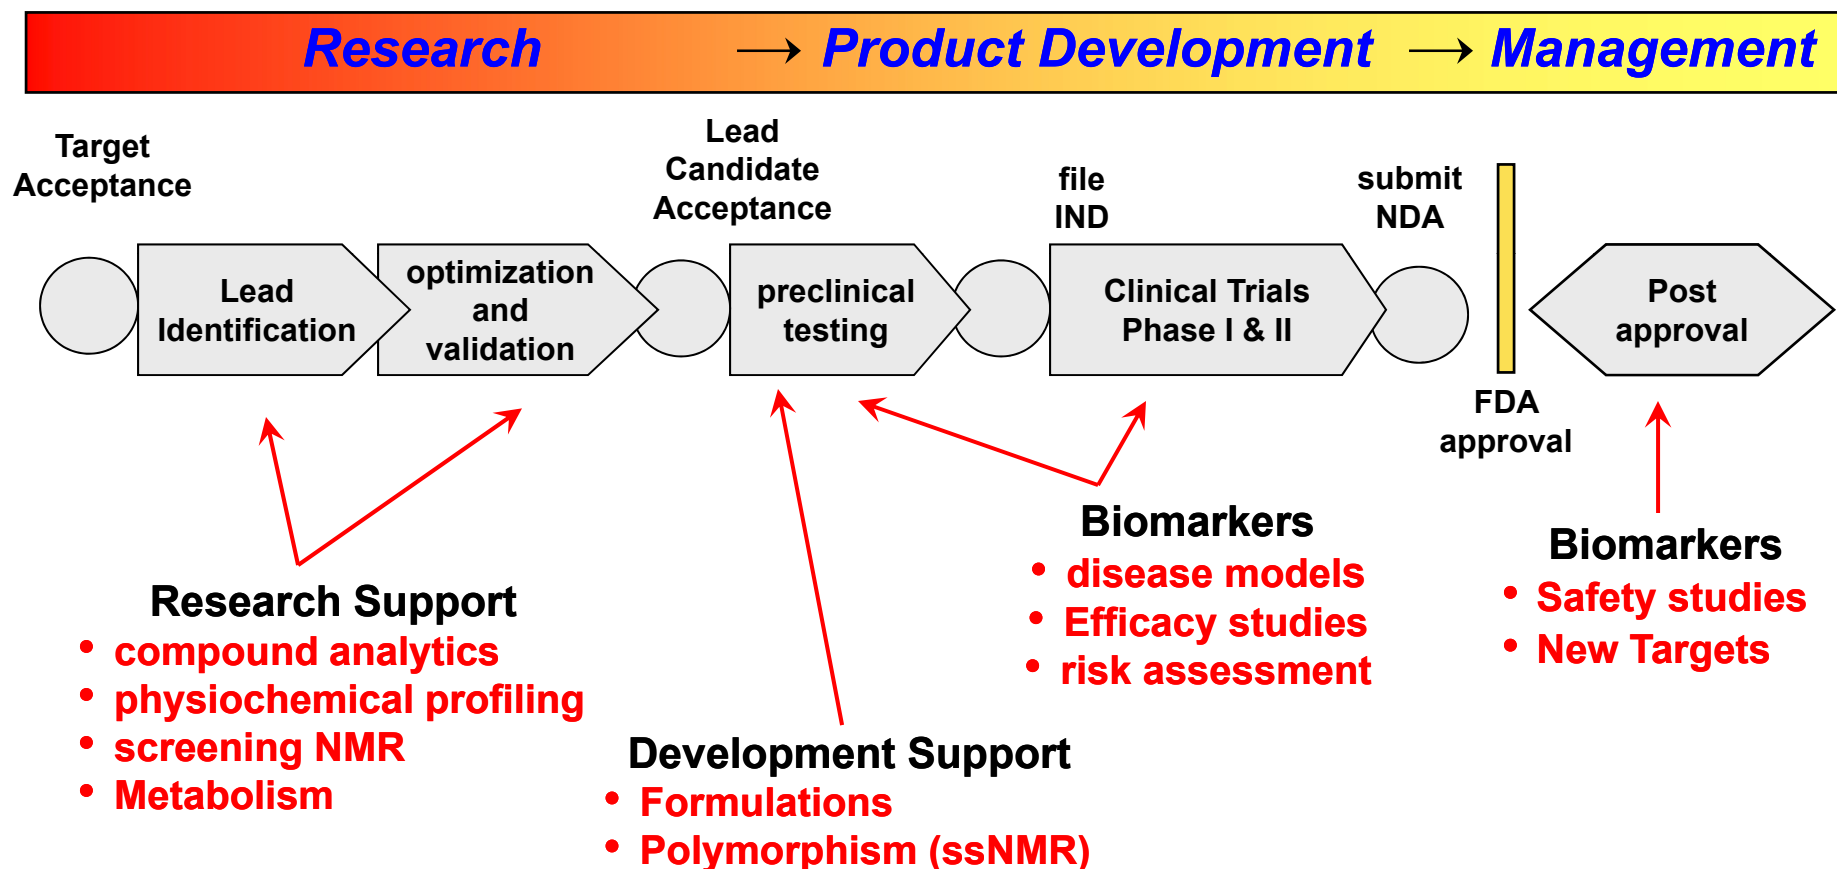 Research → Product Development → Management
Target
Acceptance
Lead
Candidate
Acceptance
file
IND
submit
NDA
Lead
Identification
optimization
and
validation
preclinical
testing
Clinical Trials
Phase I & II
Post
approval
FDA
approval
Research Support
• compound analytics
• physiochemical profiling
• screening NMR
• Metabolism
Development Support
• Formulations
• Polymorphism (ssNMR)
Biomarkers
• disease models
• Efficacy studies
• risk assessment
Biomarkers
• Safety studies
• New Targets